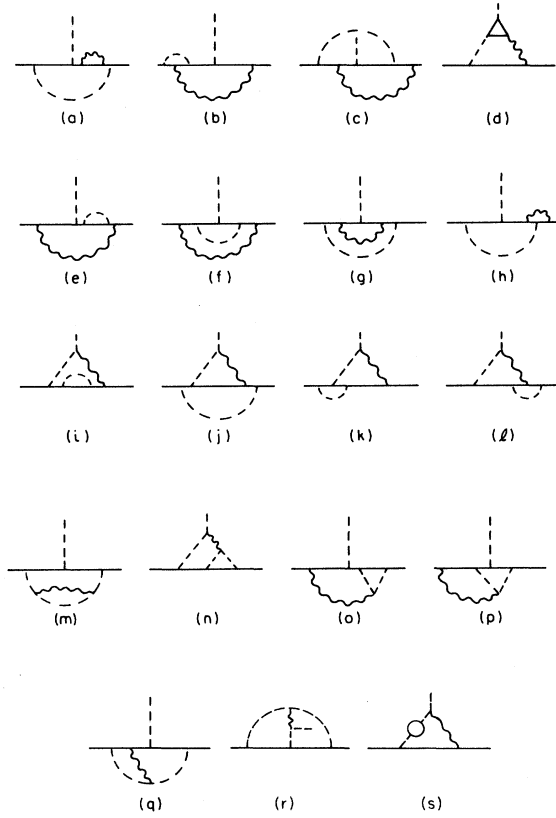 (a) (b) (c) (d)
(e) (f) (g) (h)
(i) (j) (k) (ℓ)
(m) (n) (o) (p)
(q) (r) (s)